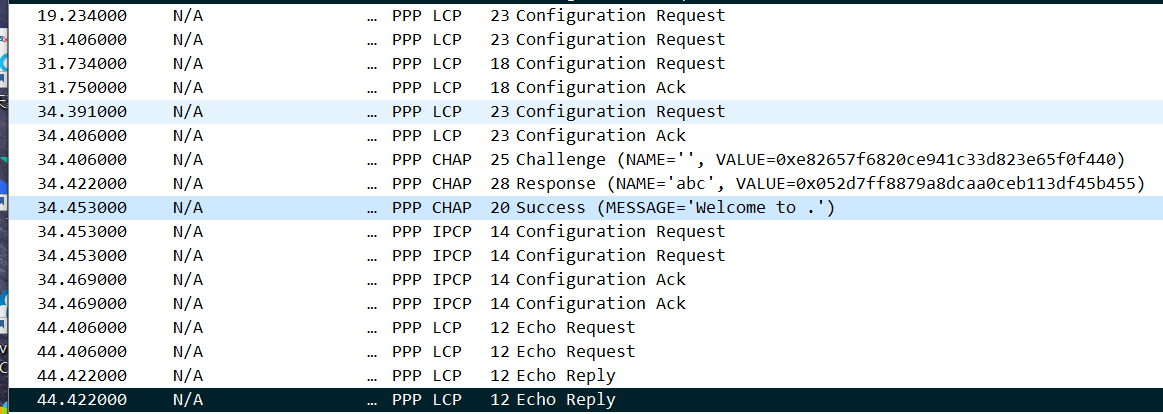 19.234000 N/A … PPP LCP 23 Configuration Request
31.406000 N/A … PPP LCP 23 Configuration Request
31.734000 N/A … PPP LCP 18 Configuration Request
31.750000 N/A … PPP LCP 18 Configuration Ack
34.391000 N/A … PPP LCP 23 Configuration Request
34.406000 N/A … PPP LCP 23 Configuration Ack
34.406000 N/A … PPP CHAP 25 Challenge (NAME='', VALUE=0xe82657f6820ce941c33d823e65f0f440)
34.422000 N/A … PPP CHAP 28 Response (NAME='abc', VALUE=0x052d7ff8879a8dcaa0ceb113df45b455)
34.453000 N/A … PPP CHAP 20 Success (MESSAGE='Welcome to .')
34.453000 N/A … PPP IPCP 14 Configuration Request
34.453000 N/A … PPP IPCP 14 Configuration Request
34.469000 N/A … PPP IPCP 14 Configuration Ack
34.469000 N/A … PPP IPCP 14 Configuration Ack
44.406000 N/A … PPP LCP 12 Echo Request
44.406000 N/A … PPP LCP 12 Echo Request
44.422000 N/A … PPP LCP 12 Echo Reply
44.422000 N/A … PPP LCP 12 Echo Reply